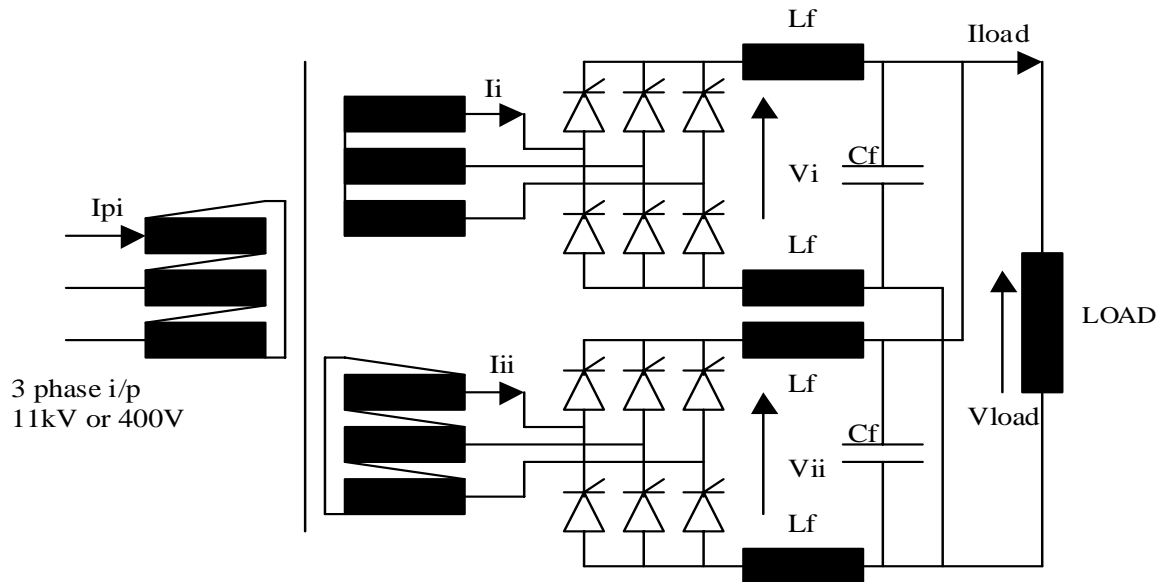 Lf
Iload
Ii
Vi
Cf
Ipi
Lf
LOAD
3 phase i/p
11kV or 400V
Iii
Lf
Vload
Cf
Vii
Lf